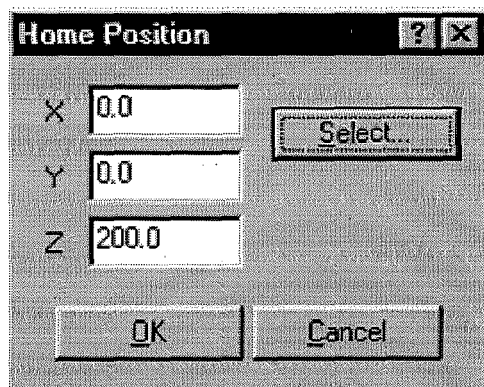 Home Position ? ×
X 0.0
Select...
Y 0.0
Z 200.0
OK Cancel